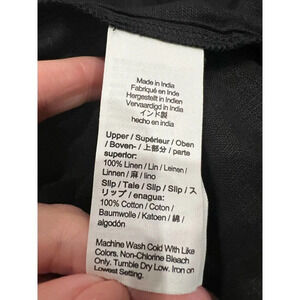 Made in India
Fabriqué en Inde
Hergestellt in Indien
Vervaardigd in India
インド製
hecho en india
Upper / Supérieur / Oben
/ Boven- / 上部分 / parte
superior:
100% Linen / Lin / Leinen /
Linnen / 麻 / lino
Slip / Taie / Slip / Slip / ス
リップ / enagua:
100% Cotton / Coton /
Baumwolle / Katoen / 綿 /
algodón
Machine Wash Cold With Like
Colors. Non-Chlorine Bleach
Only. Tumble Dry Low. Iron on
Lowest Setting.